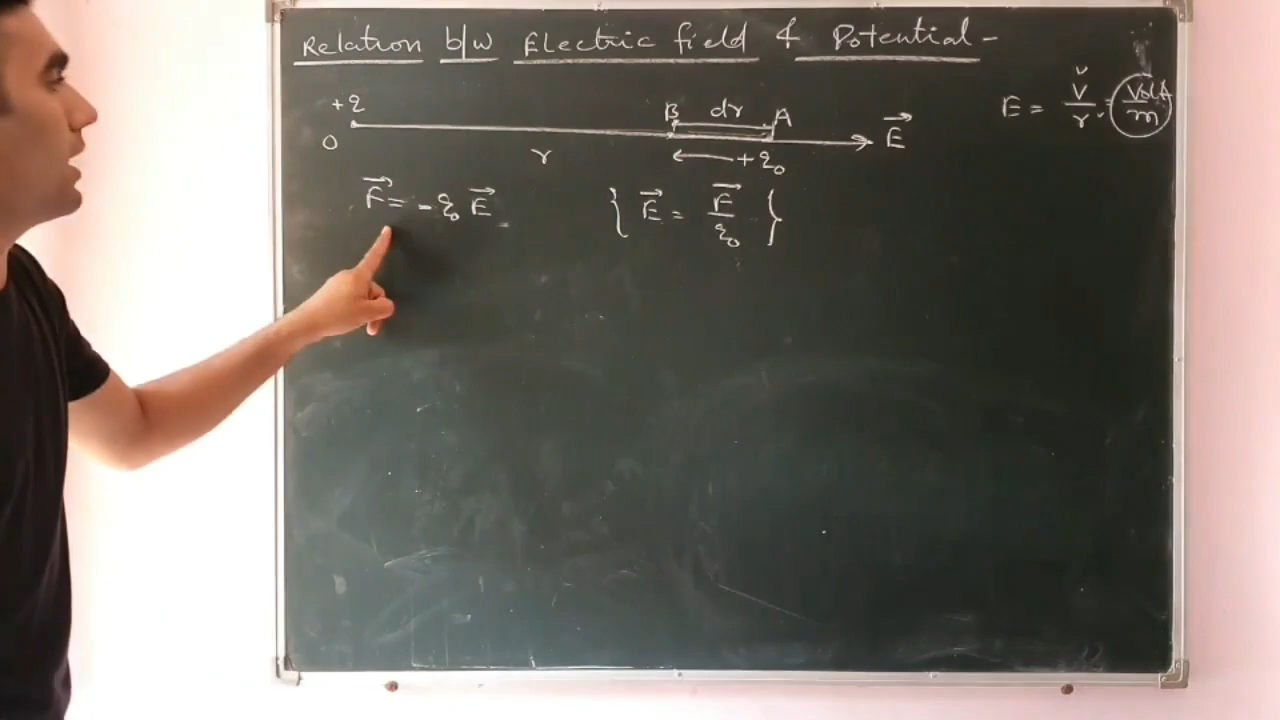 Relation b/w Electric field & Potential -
+q B dr A
O r ← +q₀ E⃗
E = V/r = Volt/m
F⃗ = - q₀ E⃗ { E⃗ = F⃗/q₀ }